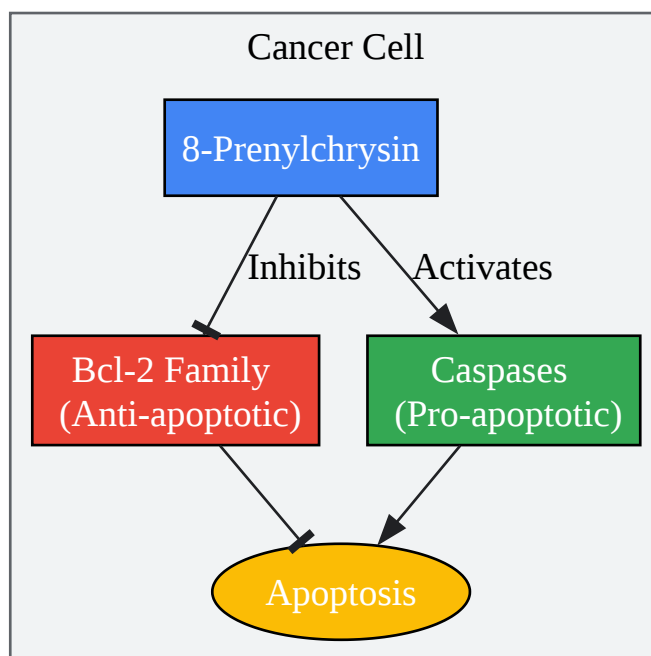 Cancer Cell
8-Prenylchrysin
Inhibits
Activates
Bcl-2 Family
(Anti-apoptotic)
Caspases
(Pro-apoptotic)
Apoptosis